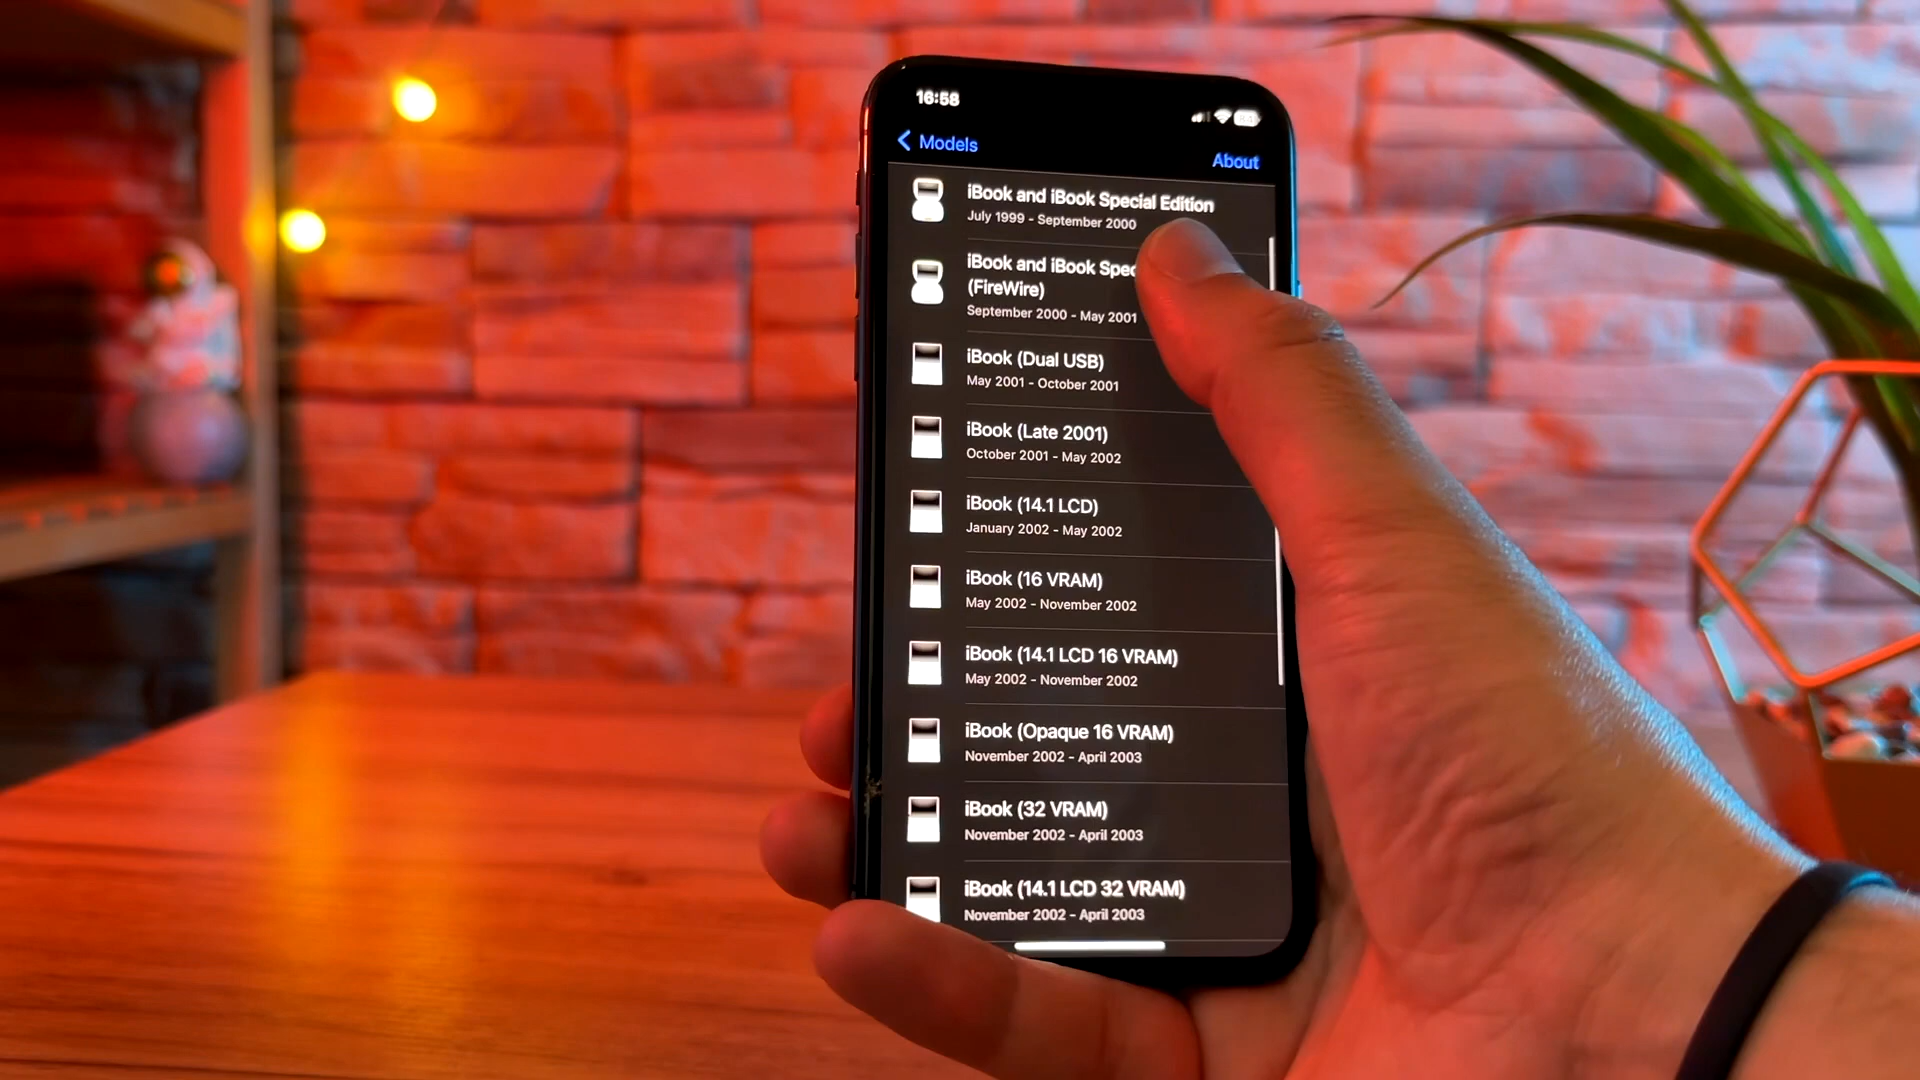 16:58
Models
About
iBook and iBook Special Edition
July 1999 - September 2000
iBook and iBook Spec
(FireWire)
September 2000 - May 2001
iBook (Dual USB)
May 2001 - October 2001
iBook (Late 2001)
October 2001 - May 2002
iBook (14.1 LCD)
January 2002 - May 2002
iBook (16 VRAM)
May 2002 - November 2002
iBook (14.1 LCD 16 VRAM)
May 2002 - November 2002
iBook (Opaque 16 VRAM)
November 2002 - April 2003
iBook (32 VRAM)
November 2002 - April 2003
iBook (14.1 LCD 32 VRAM)
November 2002 - April 2003